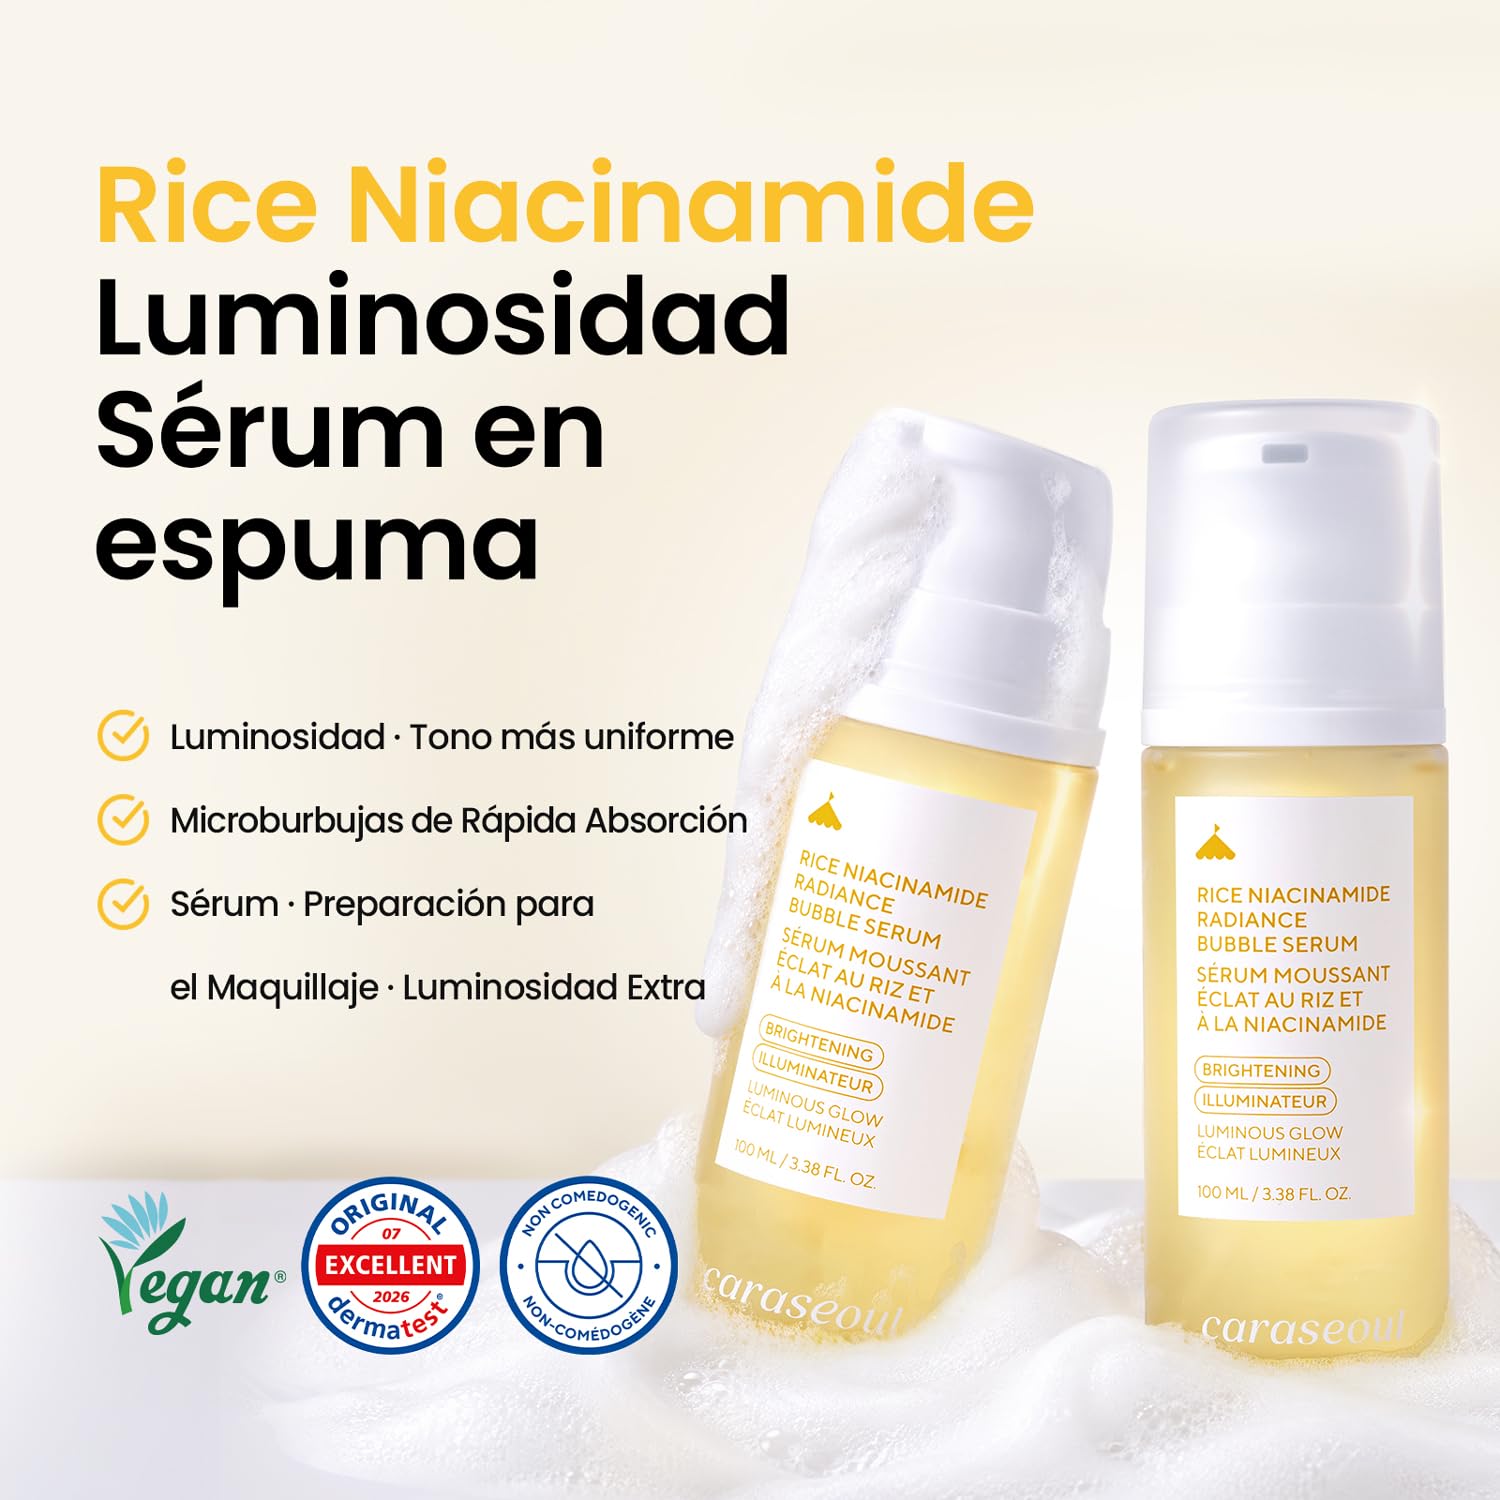 Rice Niacinamide
Luminosidad
Sérum en
espuma
Luminosidad · Tono más uniforme
Microburbujas de Rápida Absorción
Sérum · Preparación para
el Maquillaje · Luminosidad Extra
Vegan®
ORIGINAL
07
EXCELLENT
2026
dermatest®
NON COMEDOGENIC
NON-COMÉDOGÈNE
RICE NIACINAMIDE
RADIANCE
BUBBLE SERUM
SÉRUM MOUSSANT
ÉCLAT AU RIZ ET
À LA NIACINAMIDE
BRIGHTENING
ILLUMINATEUR
LUMINOUS GLOW
ÉCLAT LUMINEUX
100 ML / 3.38 FL. OZ.
caraseoul
RICE NIACINAMIDE
RADIANCE
BUBBLE SERUM
SÉRUM MOUSSANT
ÉCLAT AU RIZ ET
À LA NIACINAMIDE
BRIGHTENING
ILLUMINATEUR
LUMINOUS GLOW
ÉCLAT LUMINEUX
100 ML / 3.38 FL. OZ.
caraseoul